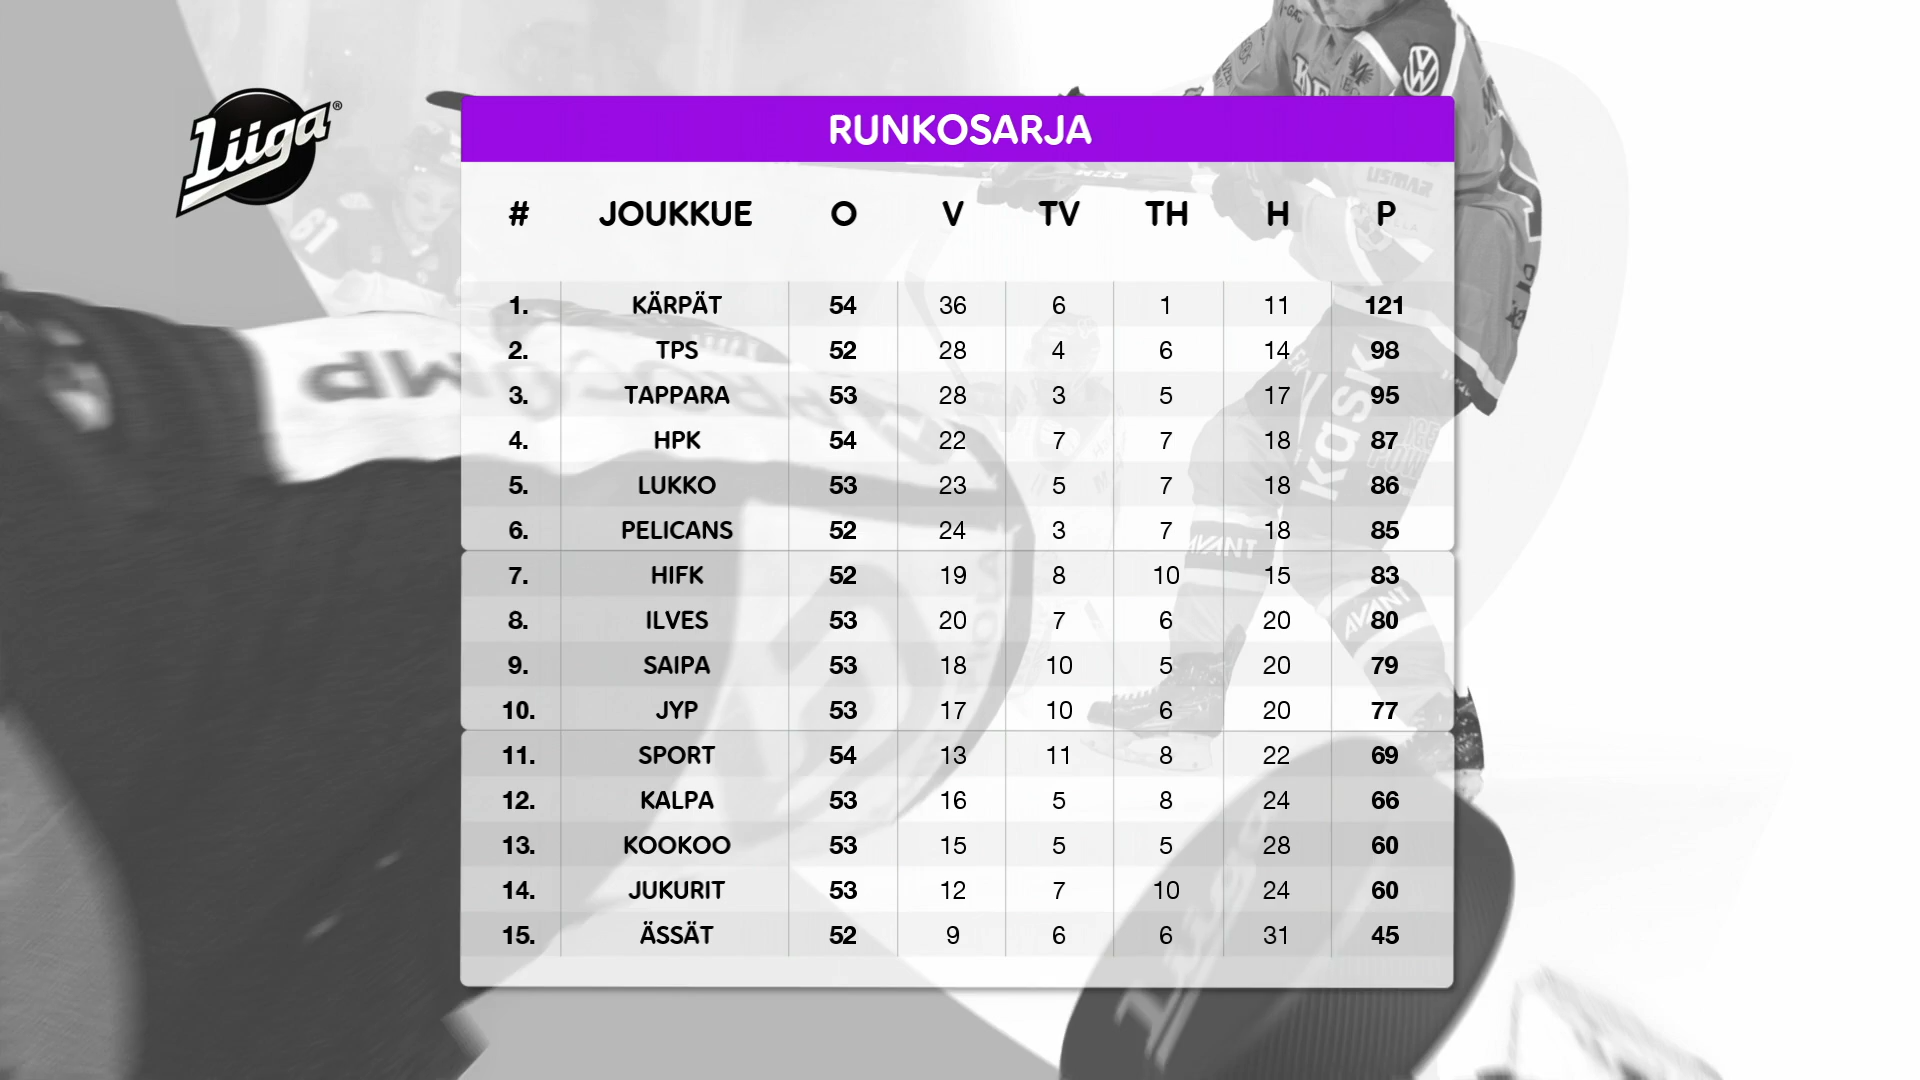 Liiga®
RUNKOSARJA
# JOUKKUE O V TV TH H P
1. KÄRPÄT 54 36 6 1 11 121
2. TPS 52 28 4 6 14 98
3. TAPPARA 53 28 3 5 17 95
4. HPK 54 22 7 7 18 87
5. LUKKO 53 23 5 7 18 86
6. PELICANS 52 24 3 7 18 85
7. HIFK 52 19 8 10 15 83
8. ILVES 53 20 7 6 20 80
9. SAIPA 53 18 10 5 20 79
10. JYP 53 17 10 6 20 77
11. SPORT 54 13 11 8 22 69
12. KALPA 53 16 5 8 24 66
13. KOOKOO 53 15 5 5 28 60
14. JUKURIT 53 12 7 10 24 60
15. ÄSSÄT 52 9 6 6 31 45
kaski
AVANT
AVANT
61
Liiga